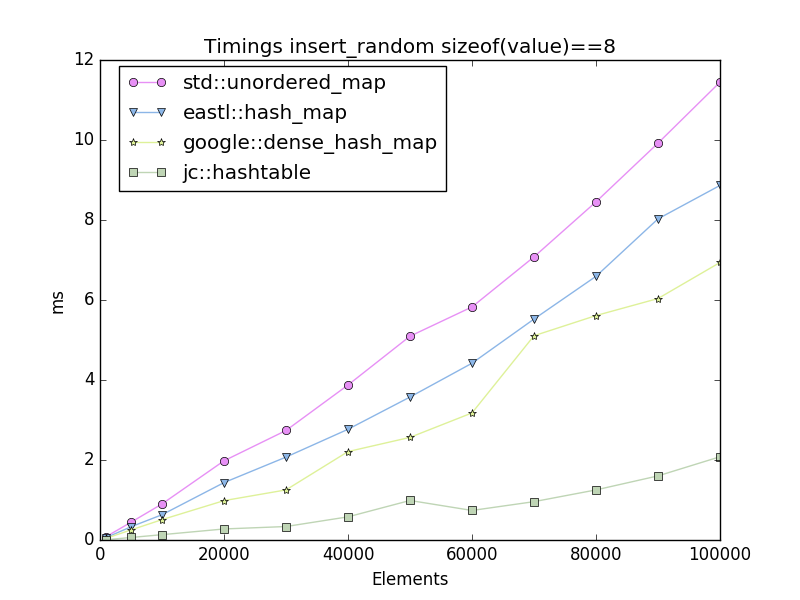 Timings insert_random sizeof(value)==8
12
10
8
6
4
2
0
ms
std::unordered_map
eastl::hash_map
google::dense_hash_map
jc::hashtable
0 20000 40000 60000 80000 100000
Elements